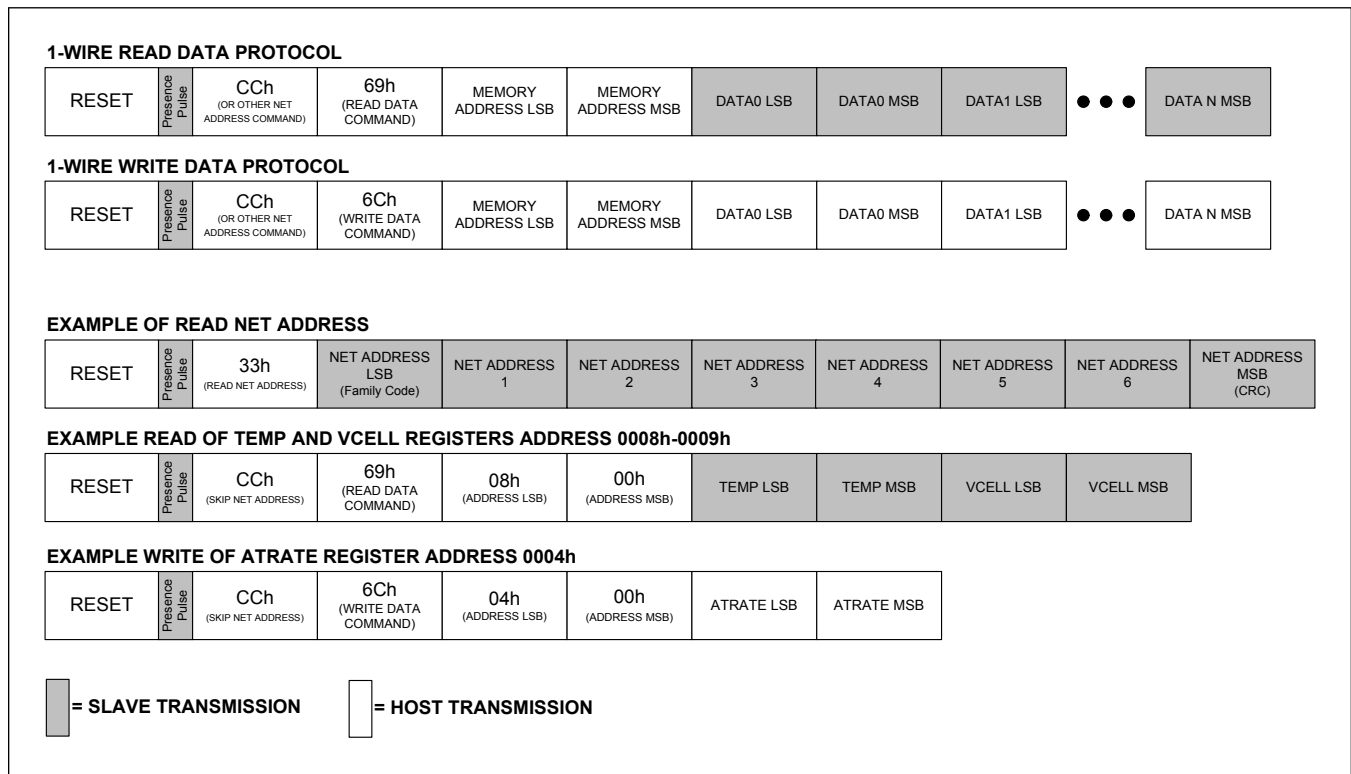 1-WIRE READ DATA PROTOCOL
RESET
Presence
Pulse
CCh
(OR OTHER NET
ADDRESS COMMAND)
69h
(READ DATA
COMMAND)
MEMORY
ADDRESS LSB
MEMORY
ADDRESS MSB
DATA0 LSB
DATA0 MSB
DATA1 LSB
● ● ●
DATA N MSB
1-WIRE WRITE DATA PROTOCOL
RESET
Presence
Pulse
CCh
(OR OTHER NET
ADDRESS COMMAND)
6Ch
(WRITE DATA
COMMAND)
MEMORY
ADDRESS LSB
MEMORY
ADDRESS MSB
DATA0 LSB
DATA0 MSB
DATA1 LSB
● ● ●
DATA N MSB
EXAMPLE OF READ NET ADDRESS
RESET
Presence
Pulse
33h
(READ NET ADDRESS)
NET ADDRESS
LSB
(Family Code)
NET ADDRESS
1
NET ADDRESS
2
NET ADDRESS
3
NET ADDRESS
4
NET ADDRESS
5
NET ADDRESS
6
NET ADDRESS
MSB
(CRC)
EXAMPLE READ OF TEMP AND VCELL REGISTERS ADDRESS 0008h-0009h
RESET
Presence
Pulse
CCh
(SKIP NET ADDRESS)
69h
(READ DATA
COMMAND)
08h
(ADDRESS LSB)
00h
(ADDRESS MSB)
TEMP LSB
TEMP MSB
VCELL LSB
VCELL MSB
EXAMPLE WRITE OF ATRATE REGISTER ADDRESS 0004h
RESET
Presence
Pulse
CCh
(SKIP NET ADDRESS)
6Ch
(WRITE DATA
COMMAND)
04h
(ADDRESS LSB)
00h
(ADDRESS MSB)
ATRATE LSB
ATRATE MSB
= SLAVE TRANSMISSION
= HOST TRANSMISSION